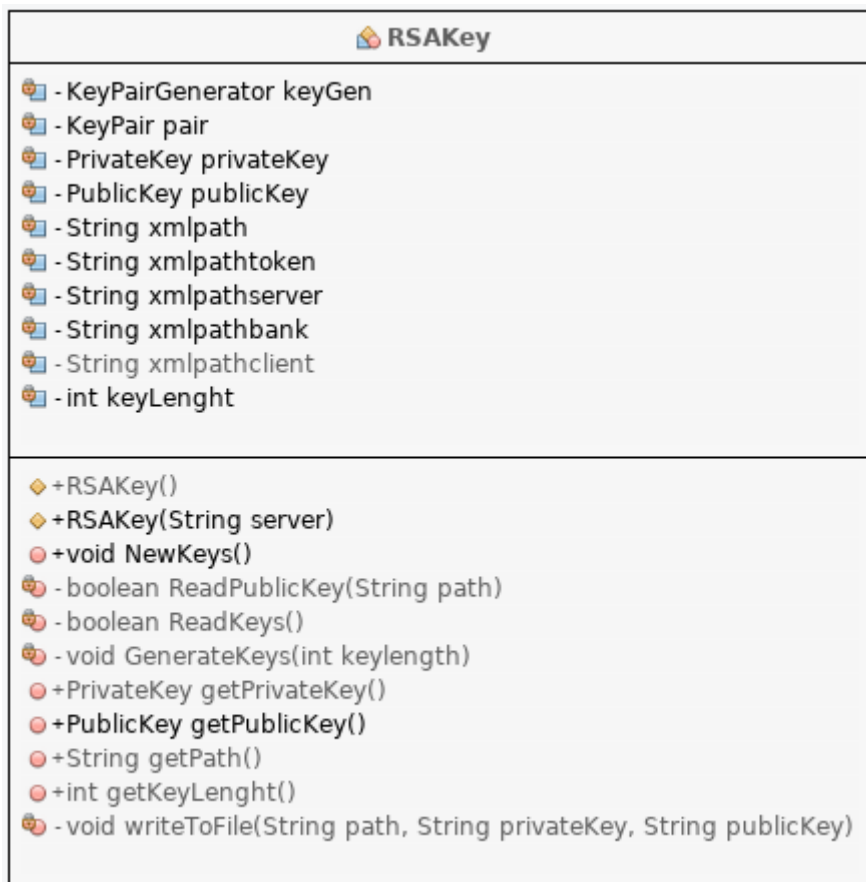 RSAKey
- KeyPairGenerator keyGen
- KeyPair pair
- PrivateKey privateKey
- PublicKey publicKey
- String xmlpath
- String xmlpathtoken
- String xmlpathserver
- String xmlpathbank
- String xmlpathclient
- int keyLenght
+RSAKey()
+RSAKey(String server)
+void NewKeys()
- boolean ReadPublicKey(String path)
- boolean ReadKeys()
- void GenerateKeys(int keylength)
+PrivateKey getPrivateKey()
+PublicKey getPublicKey()
+String getPath()
+int getKeyLenght()
- void writeToFile(String path, String privateKey, String publicKey)